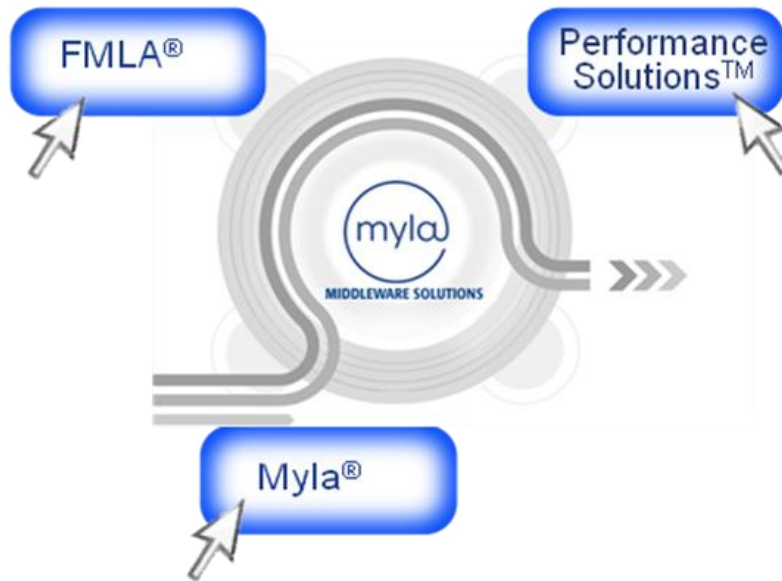 FMLA®
Performance
Solutions™
myla
MIDDLEWARE SOLUTIONS
Myla®